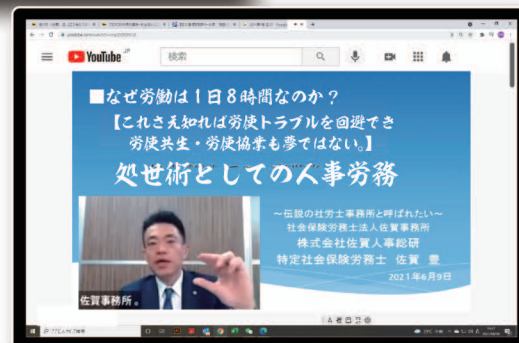 YouTube JP
検索
■なぜ労働は1日8時間なのか?
【これさえ知れば労使トラブルを回避でき
労使共生・労使協業も夢ではない。】
処世術としての人事労務
~伝説の社労士事務所と呼ばれたい~
社会保険労務士法人佐賀事務所
株式会社佐賀人事総研
特定社会保険労務士 佐賀 豊
2021年6月9日
佐賀事務所。